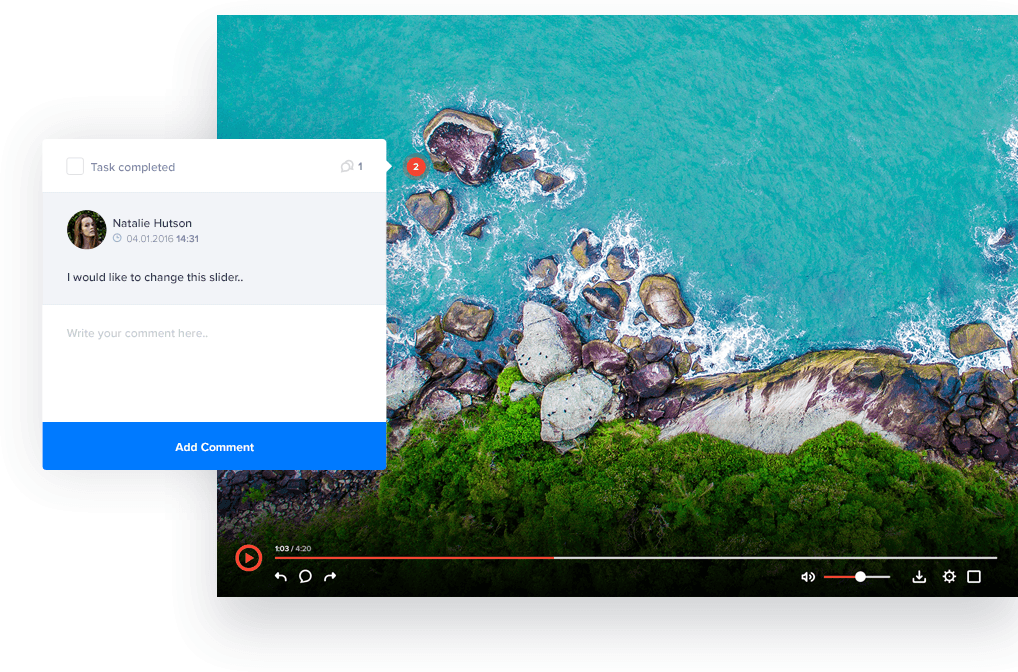 Task completed
1
2
Natalie Hutson
04.01.2016 14:31
I would like to change this slider..
Write your comment here..
Add Comment
1:03 / 4:20